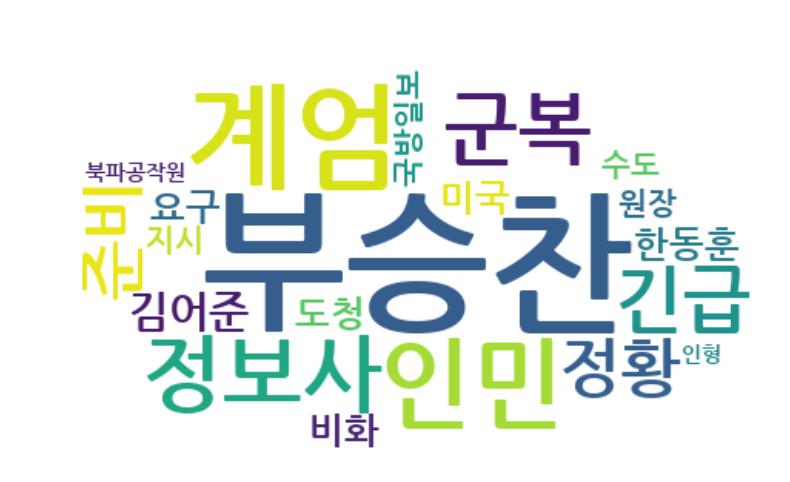 계엄
국방일보
군복
북파공작원
수도
준비
요구
미국
원장
지시
부승찬
한동훈
김어준
도청
긴급
정보사
인민
정황
인형
비화